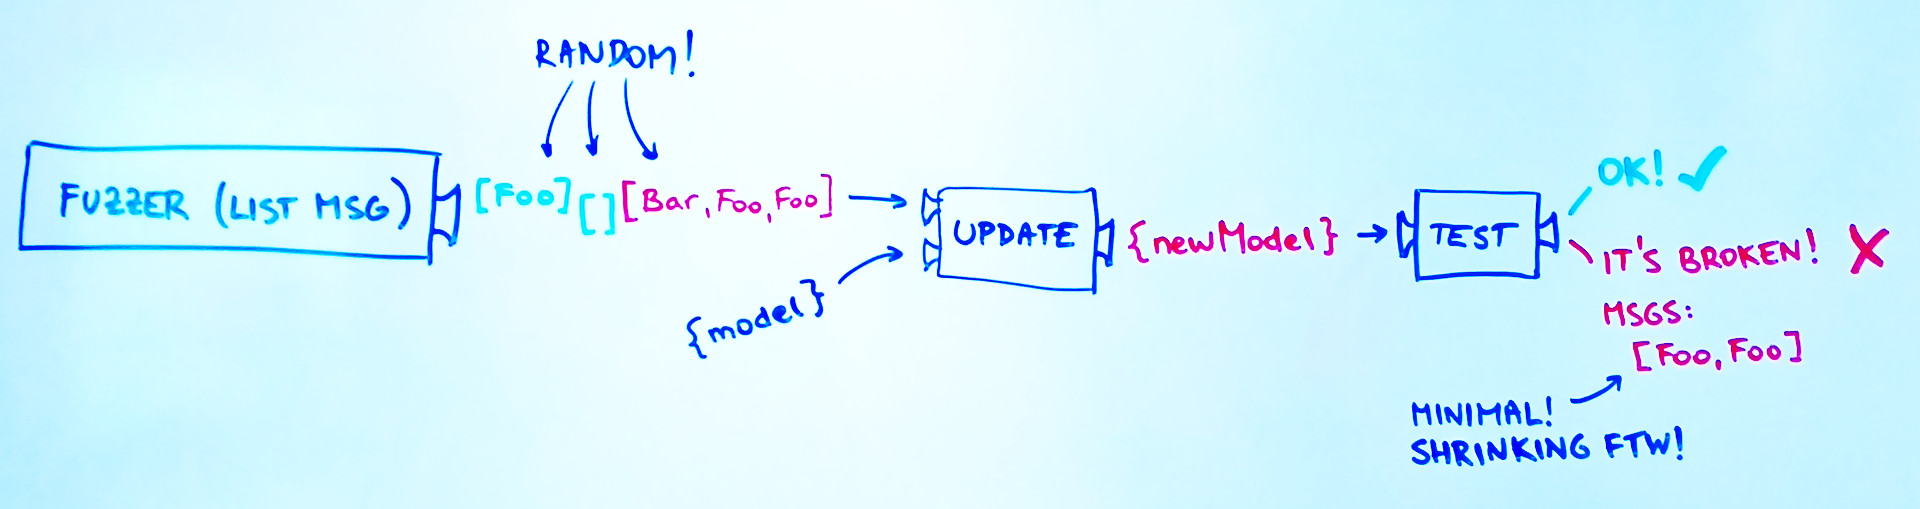 RANDOM!
FUZZER (LIST MSG)
[Foo] [] [Bar, Foo, Foo]
{model}
UPDATE
{newModel}
TEST
OK! ✓
IT'S BROKEN! ✗
MSGS:
[Foo, Foo]
MINIMAL!
SHRINKING FTW!